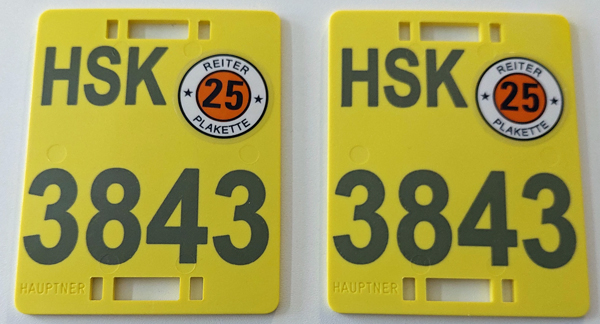 HSK
REITER
25
PLAKETTE
3843
HAUPTNER
HSK
REITER
25
PLAKETTE
3843
HAUPTNER